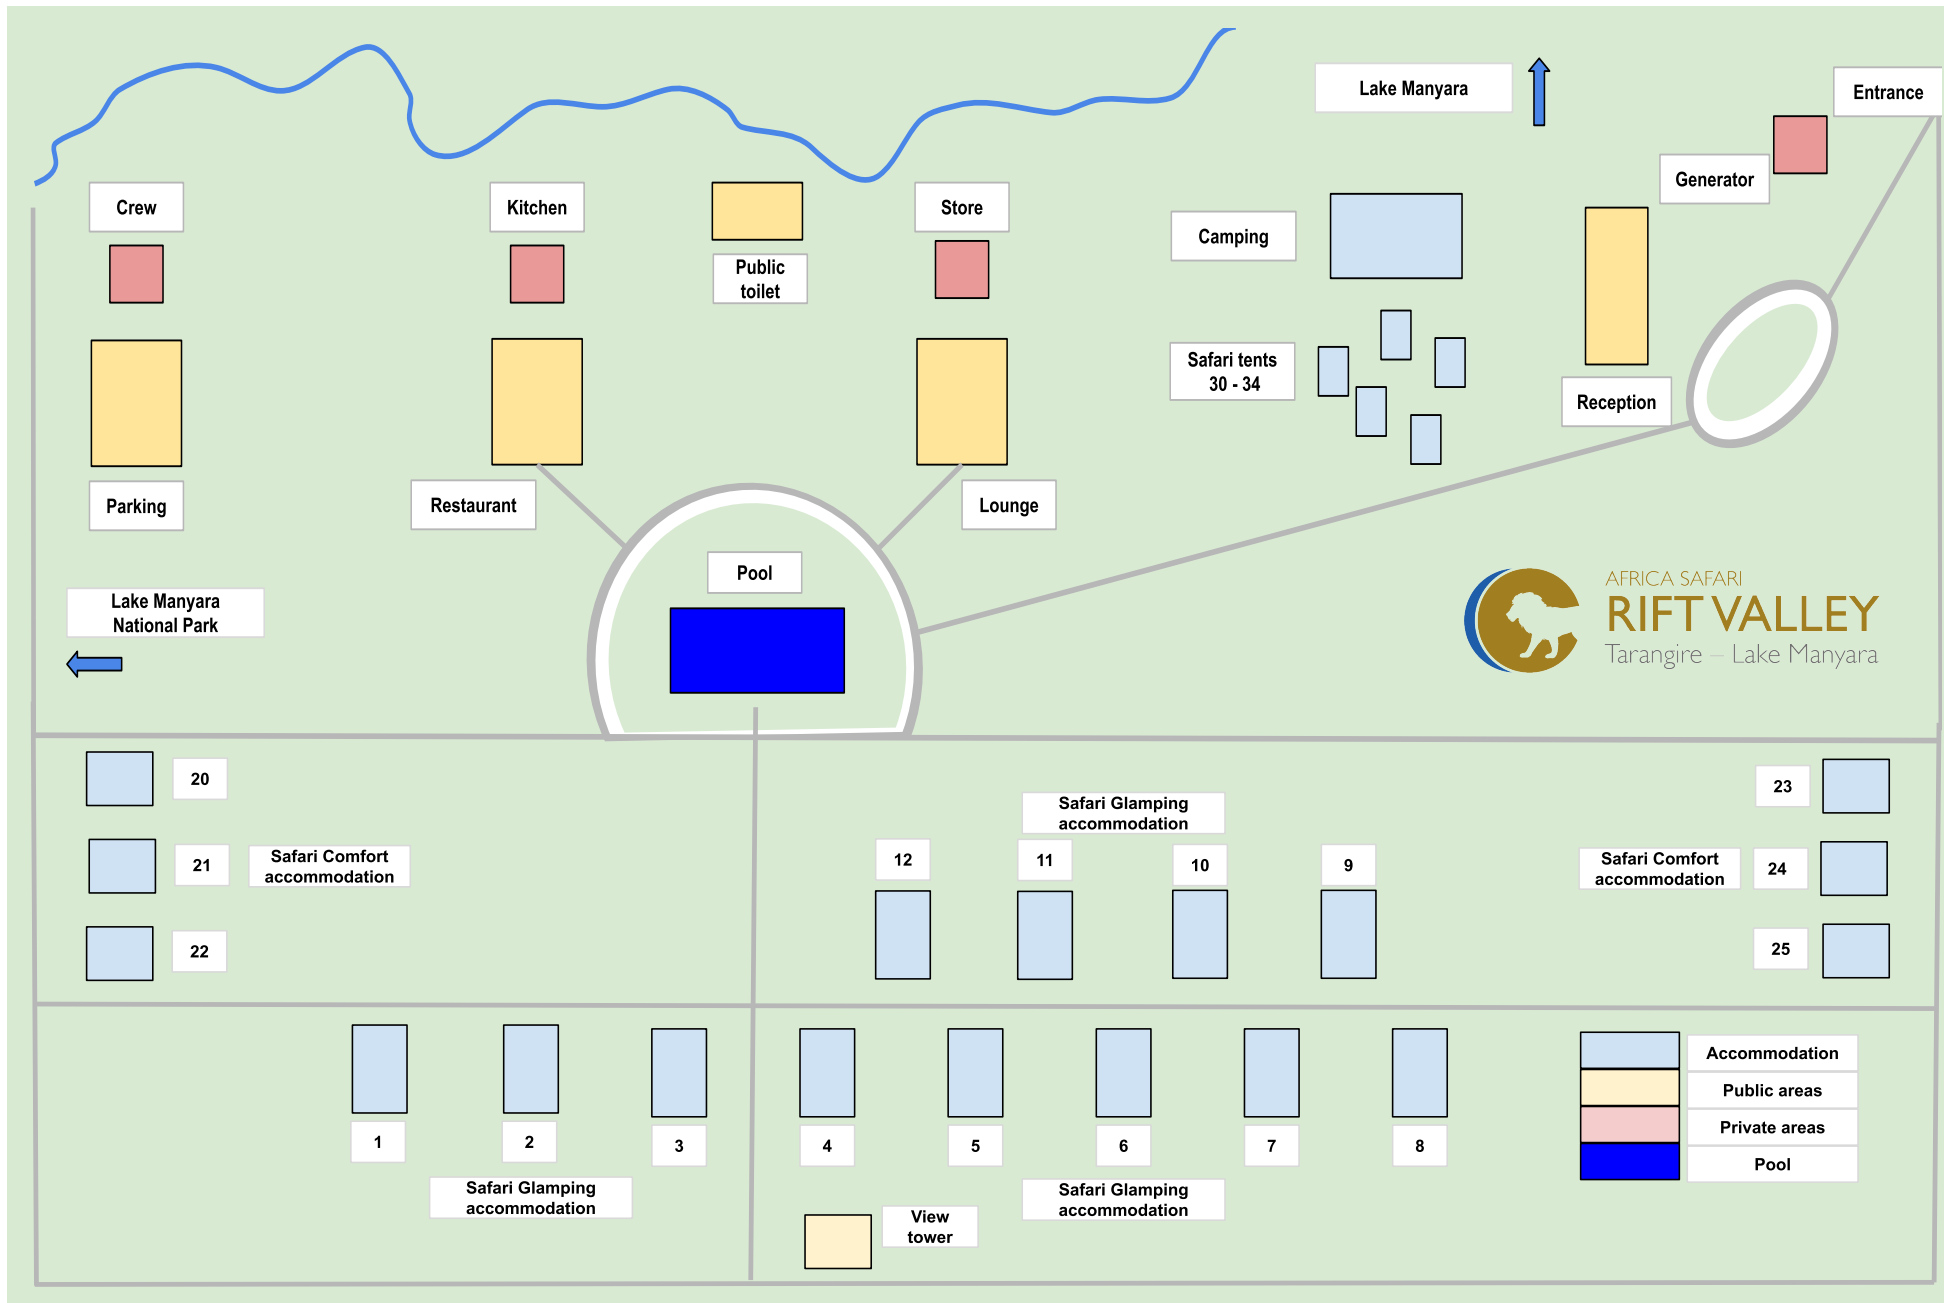 Lake Manyara
Entrance
Generator
Crew
Kitchen
Store
Public
toilet
Camping
Safari tents
30 - 34
Reception
Parking
Restaurant
Lounge
Pool
Lake Manyara
National Park
AFRICA SAFARI
RIFT VALLEY
Tarangire – Lake Manyara
20
21
22
Safari Comfort
accommodation
Safari Glamping
accommodation
12
11
10
9
Safari Comfort
accommodation
23
24
25
1
2
3
4
5
6
7
8
Safari Glamping
accommodation
Safari Glamping
accommodation
View
tower
Accommodation
Public areas
Private areas
Pool